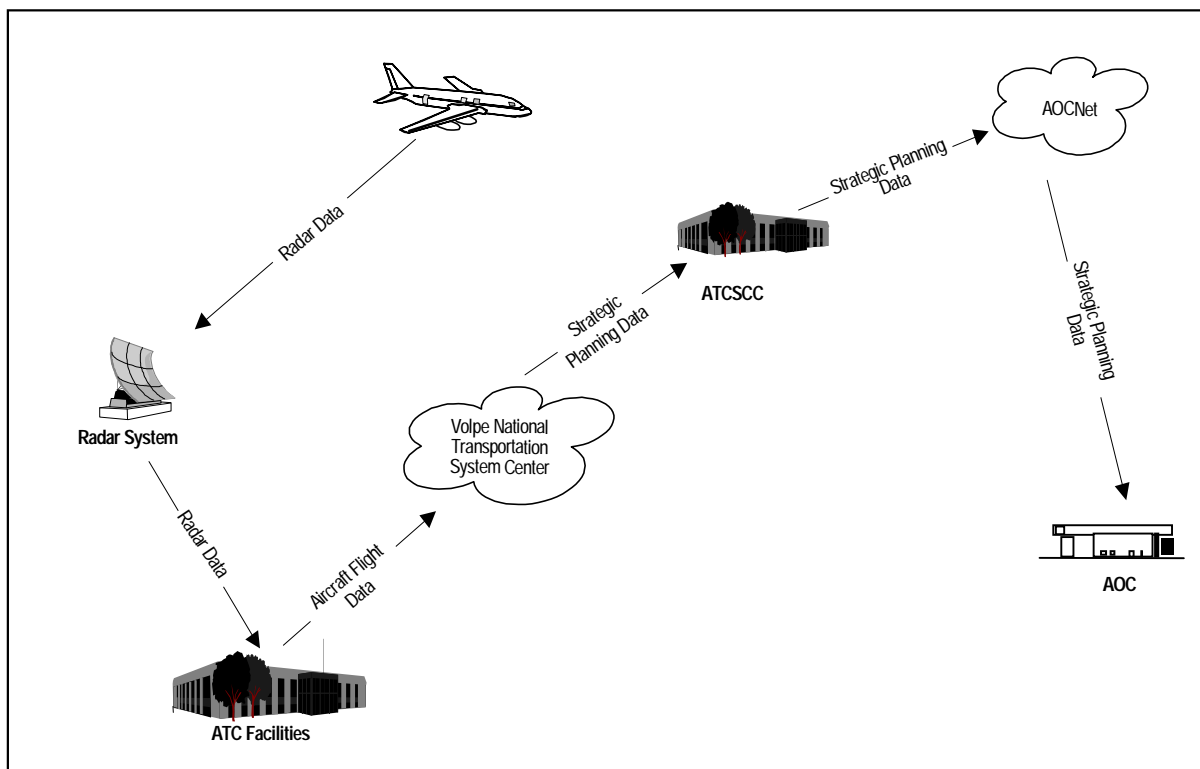 AOCNet
Strategic Planning
Data
Radar Data
ATCSCC
Strategic
Planning Data
Strategic Planning
Data
Radar System
Volpe National
Transportation
System Center
Radar Data
Aircraft Flight
Data
AOC
ATC Facilities